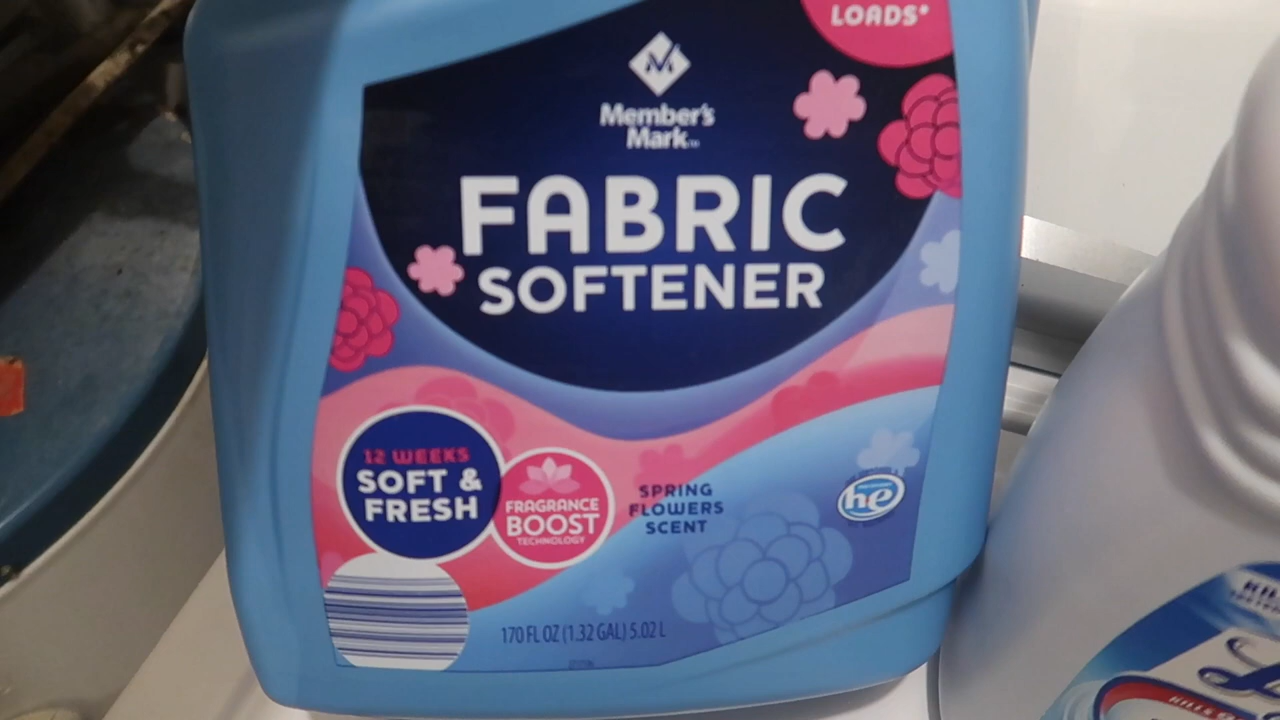 LOADS*
Member's
Mark™
FABRIC
SOFTENER
12 WEEKS
SOFT &
FRESH
FRAGRANCE
BOOST
TECHNOLOGY
SPRING
FLOWERS
SCENT
he
170 FL OZ (1.32 GAL) 5.02 L